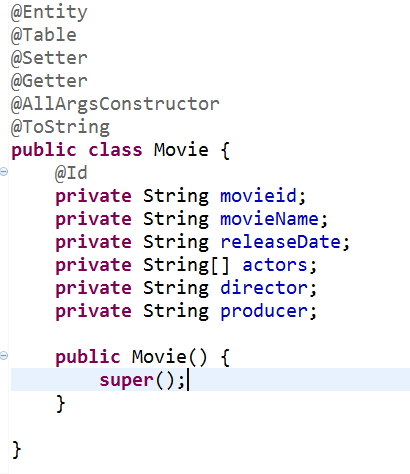 @Entity
@Table
@Setter
@Getter
@AllArgsConstructor
@ToString
public class Movie {
    @Id
    private String movieid;
    private String movieName;
    private String releaseDate;
    private String[] actors;
    private String director;
    private String producer;

    public Movie() {
        super();
    }

}